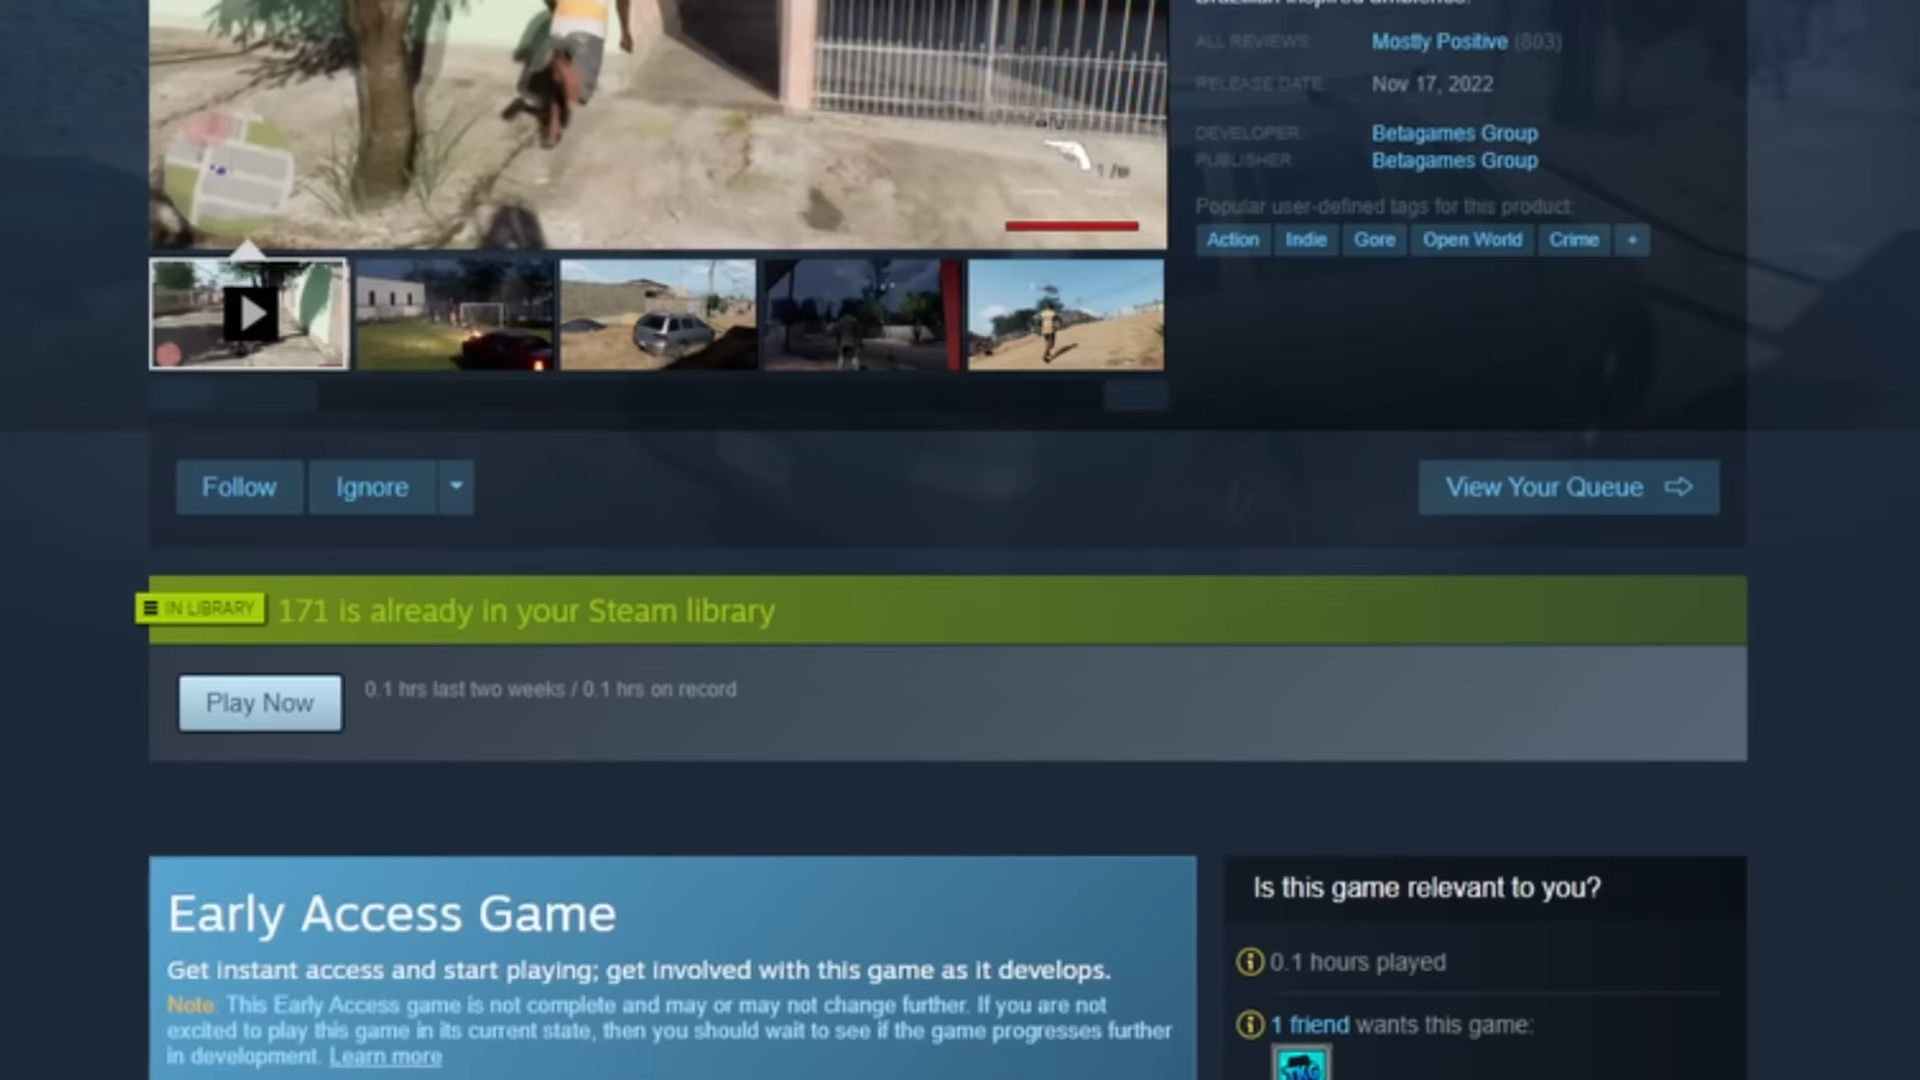 Brazilian-inspired ambience.
ALL REVIEWS: Mostly Positive (803)
RELEASE DATE: Nov 17, 2022
DEVELOPER: Betagames Group
PUBLISHER: Betagames Group
Popular user-defined tags for this product:
Action Indie Gore Open World Crime +
Follow Ignore View Your Queue
IN LIBRARY 171 is already in your Steam library
Play Now 0.1 hrs last two weeks / 0.1 hrs on record
Early Access Game
Get instant access and start playing; get involved with this game as it develops.
Note: This Early Access game is not complete and may or may not change further. If you are not
excited to play this game in its current state, then you should wait to see if the game progresses further
in development. Learn more
Is this game relevant to you?
0.1 hours played
1 friend wants this game:
TKG